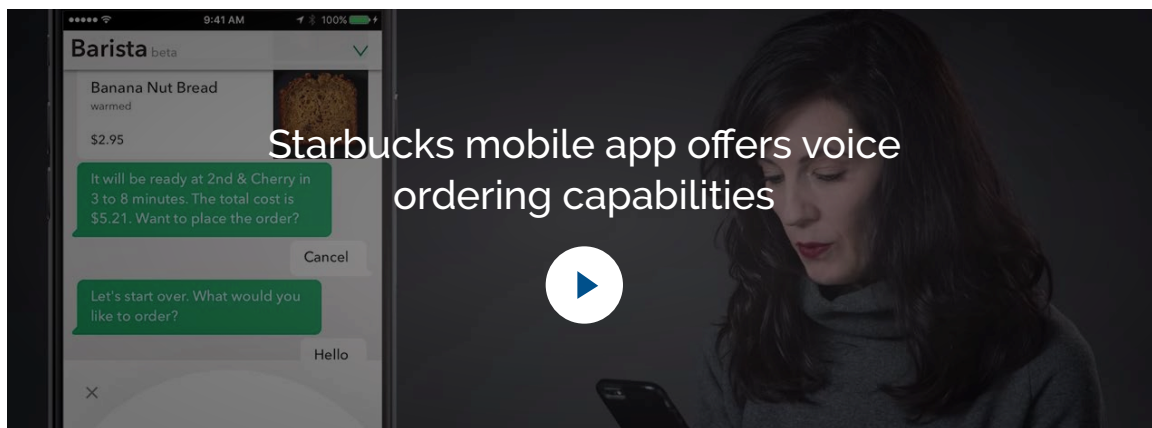 9:41 AM
100%
Barista beta
Banana Nut Bread
warmed
$2.95
Starbucks mobile app offers voice
ordering capabilities
It will be ready at 2nd & Cherry in
3 to 8 minutes. The total cost is
$5.21. Want to place the order?
Cancel
Let's start over. What would you
like to order?
Hello